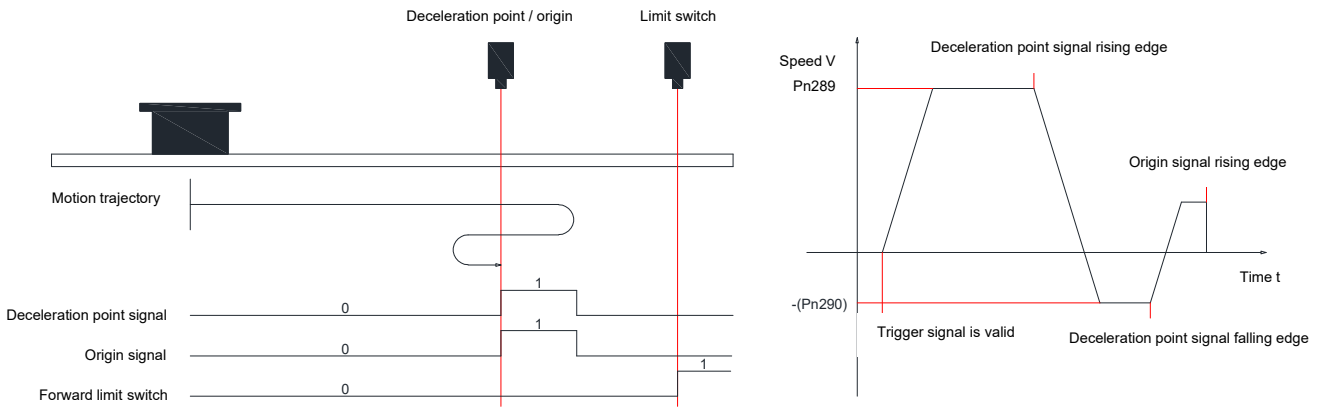 Deceleration point / origin
Limit switch
Motion trajectory
1
0
Deceleration point signal
1
0
Origin signal
1
0
Forward limit switch
Deceleration point signal rising edge
Speed V
Pn289
Origin signal rising edge
Time t
-(Pn290)
Trigger signal is valid
Deceleration point signal falling edge